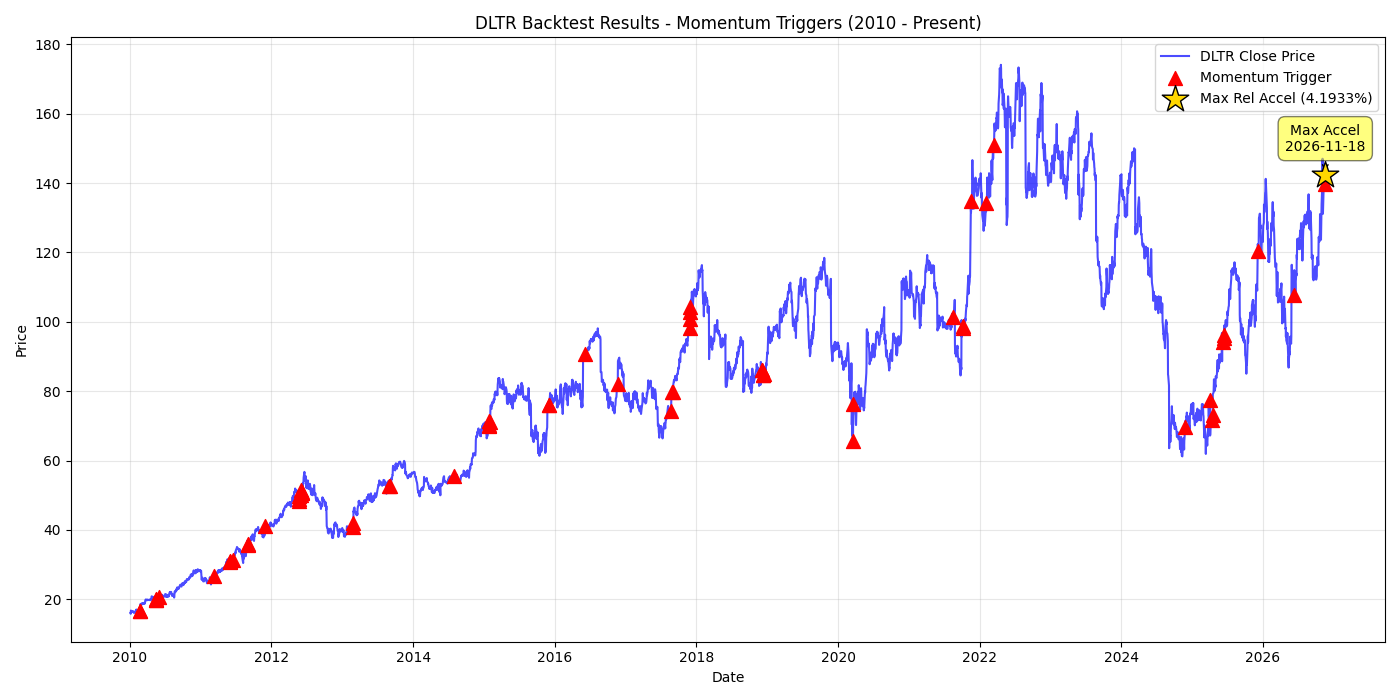 DLTR Backtest Results - Momentum Triggers (2010 - Present)
180
160
140
120
100
80
60
40
20
Price
DLTR Close Price
Momentum Trigger
Max Rel Accel (4.1933%)
Max Accel
2026-11-18
2010
2012
2014
2016
2018
2020
2022
2024
2026
Date